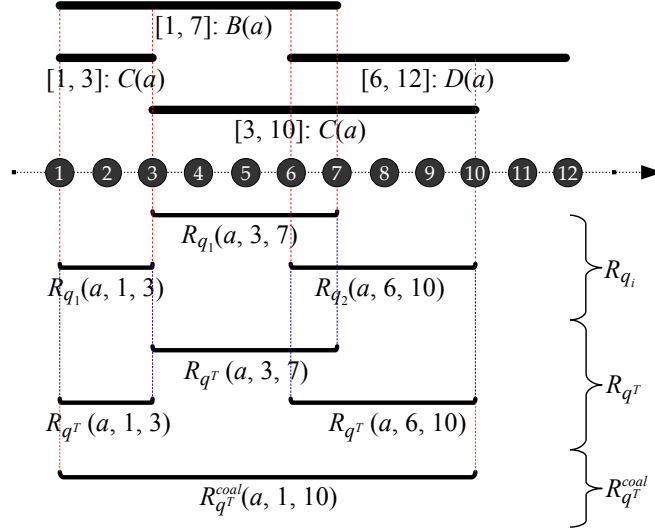 [1, 7]: B(a)
[1, 3]: C(a)
[6, 12]: D(a)
[3, 10]: C(a)
1 2 3 4 5 6 7 8 9 10 11 12
R_{q_1}(a, 3, 7)
R_{q_1}(a, 1, 3) R_{q_2}(a, 6, 10) R_{q_i}
R_{q^T}(a, 3, 7)
R_{q^T}
R_{q^T}(a, 1, 3) R_{q^T}(a, 6, 10)
R_{q^T}^{coal}(a, 1, 10) R_{q^T}^{coal}